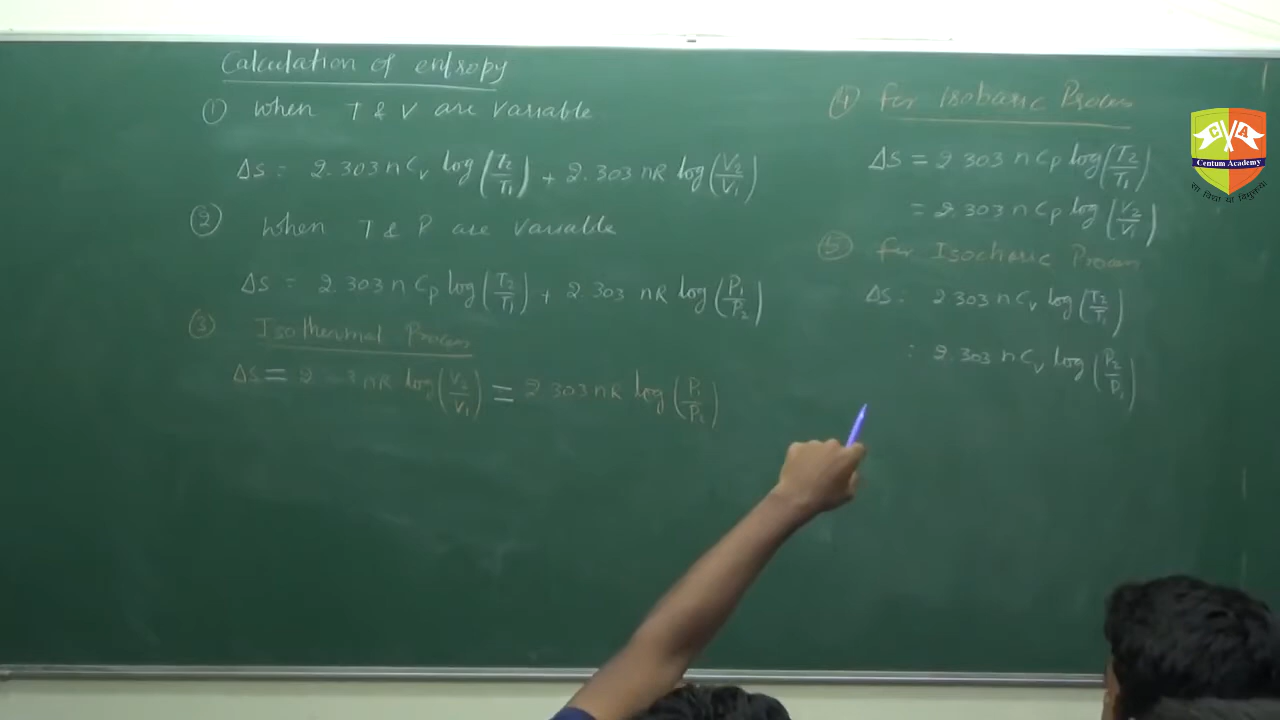 Calculation of entropy
① When T & V are Variable
ΔS = 2.303 n Cv log (T2/T1) + 2.303 nR log (V2/V1)
② When T & P are Variable
ΔS = 2.303 n Cp log (T2/T1) + 2.303 nR log (P1/P2)
③ Isothermal Process
ΔS = 2.303 nR log (V2/V1) = 2.303 nR log (P1/P2)
④ For Isobaric Process
ΔS = 2.303 n Cp log (T2/T1)
= 2.303 n Cp log (V2/V1)
⑤ For Isochoric Process
ΔS = 2.303 n Cv log (T2/T1)
= 2.303 n Cv log (P2/P1)
C V A
Centum Academy
सा विद्या या विमुक्तये